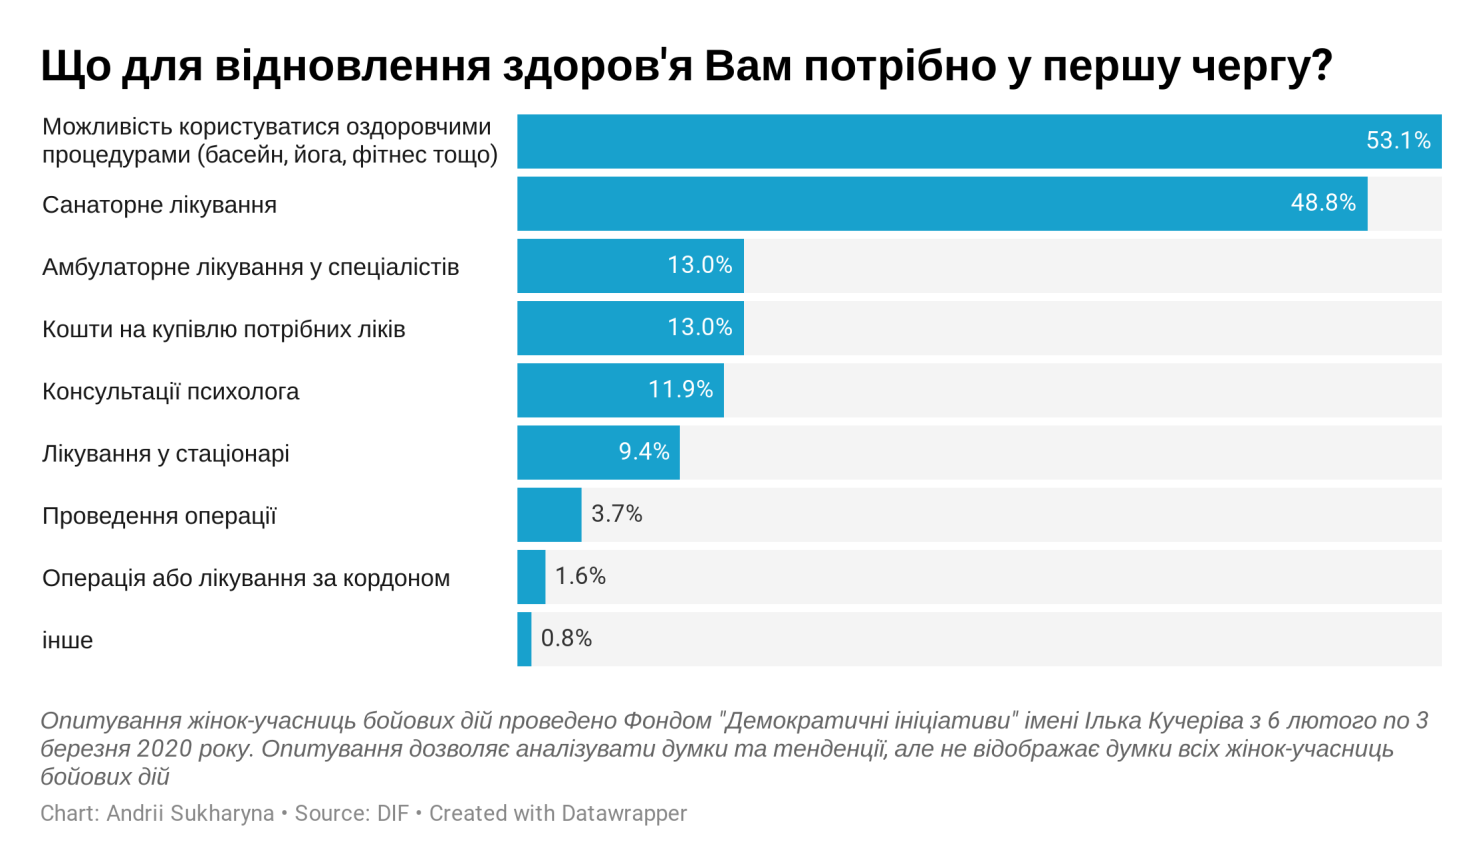 Що для відновлення здоров'я Вам потрібно у першу чергу?
Можливість користуватися оздоровчими
процедурами (басейн, йога, фітнес тощо)
53.1%
Санаторне лікування
48.8%
Амбулаторне лікування у спеціалістів
13.0%
Кошти на купівлю потрібних ліків
13.0%
Консультації психолога
11.9%
Лікування у стаціонарі
9.4%
Проведення операції
3.7%
Операція або лікування за кордоном
1.6%
інше
0.8%
Опитування жінок-учасниць бойових дій проведено Фондом "Демократичні ініціативи" імені Ілька Кучеріва з 6 лютого по 3
березня 2020 року. Опитування дозволяє аналізувати думки та тенденції, але не відображає думки всіх жінок-учасниць
бойових дій
Chart: Andrii Sukharyna • Source: DIF • Created with Datawrapper